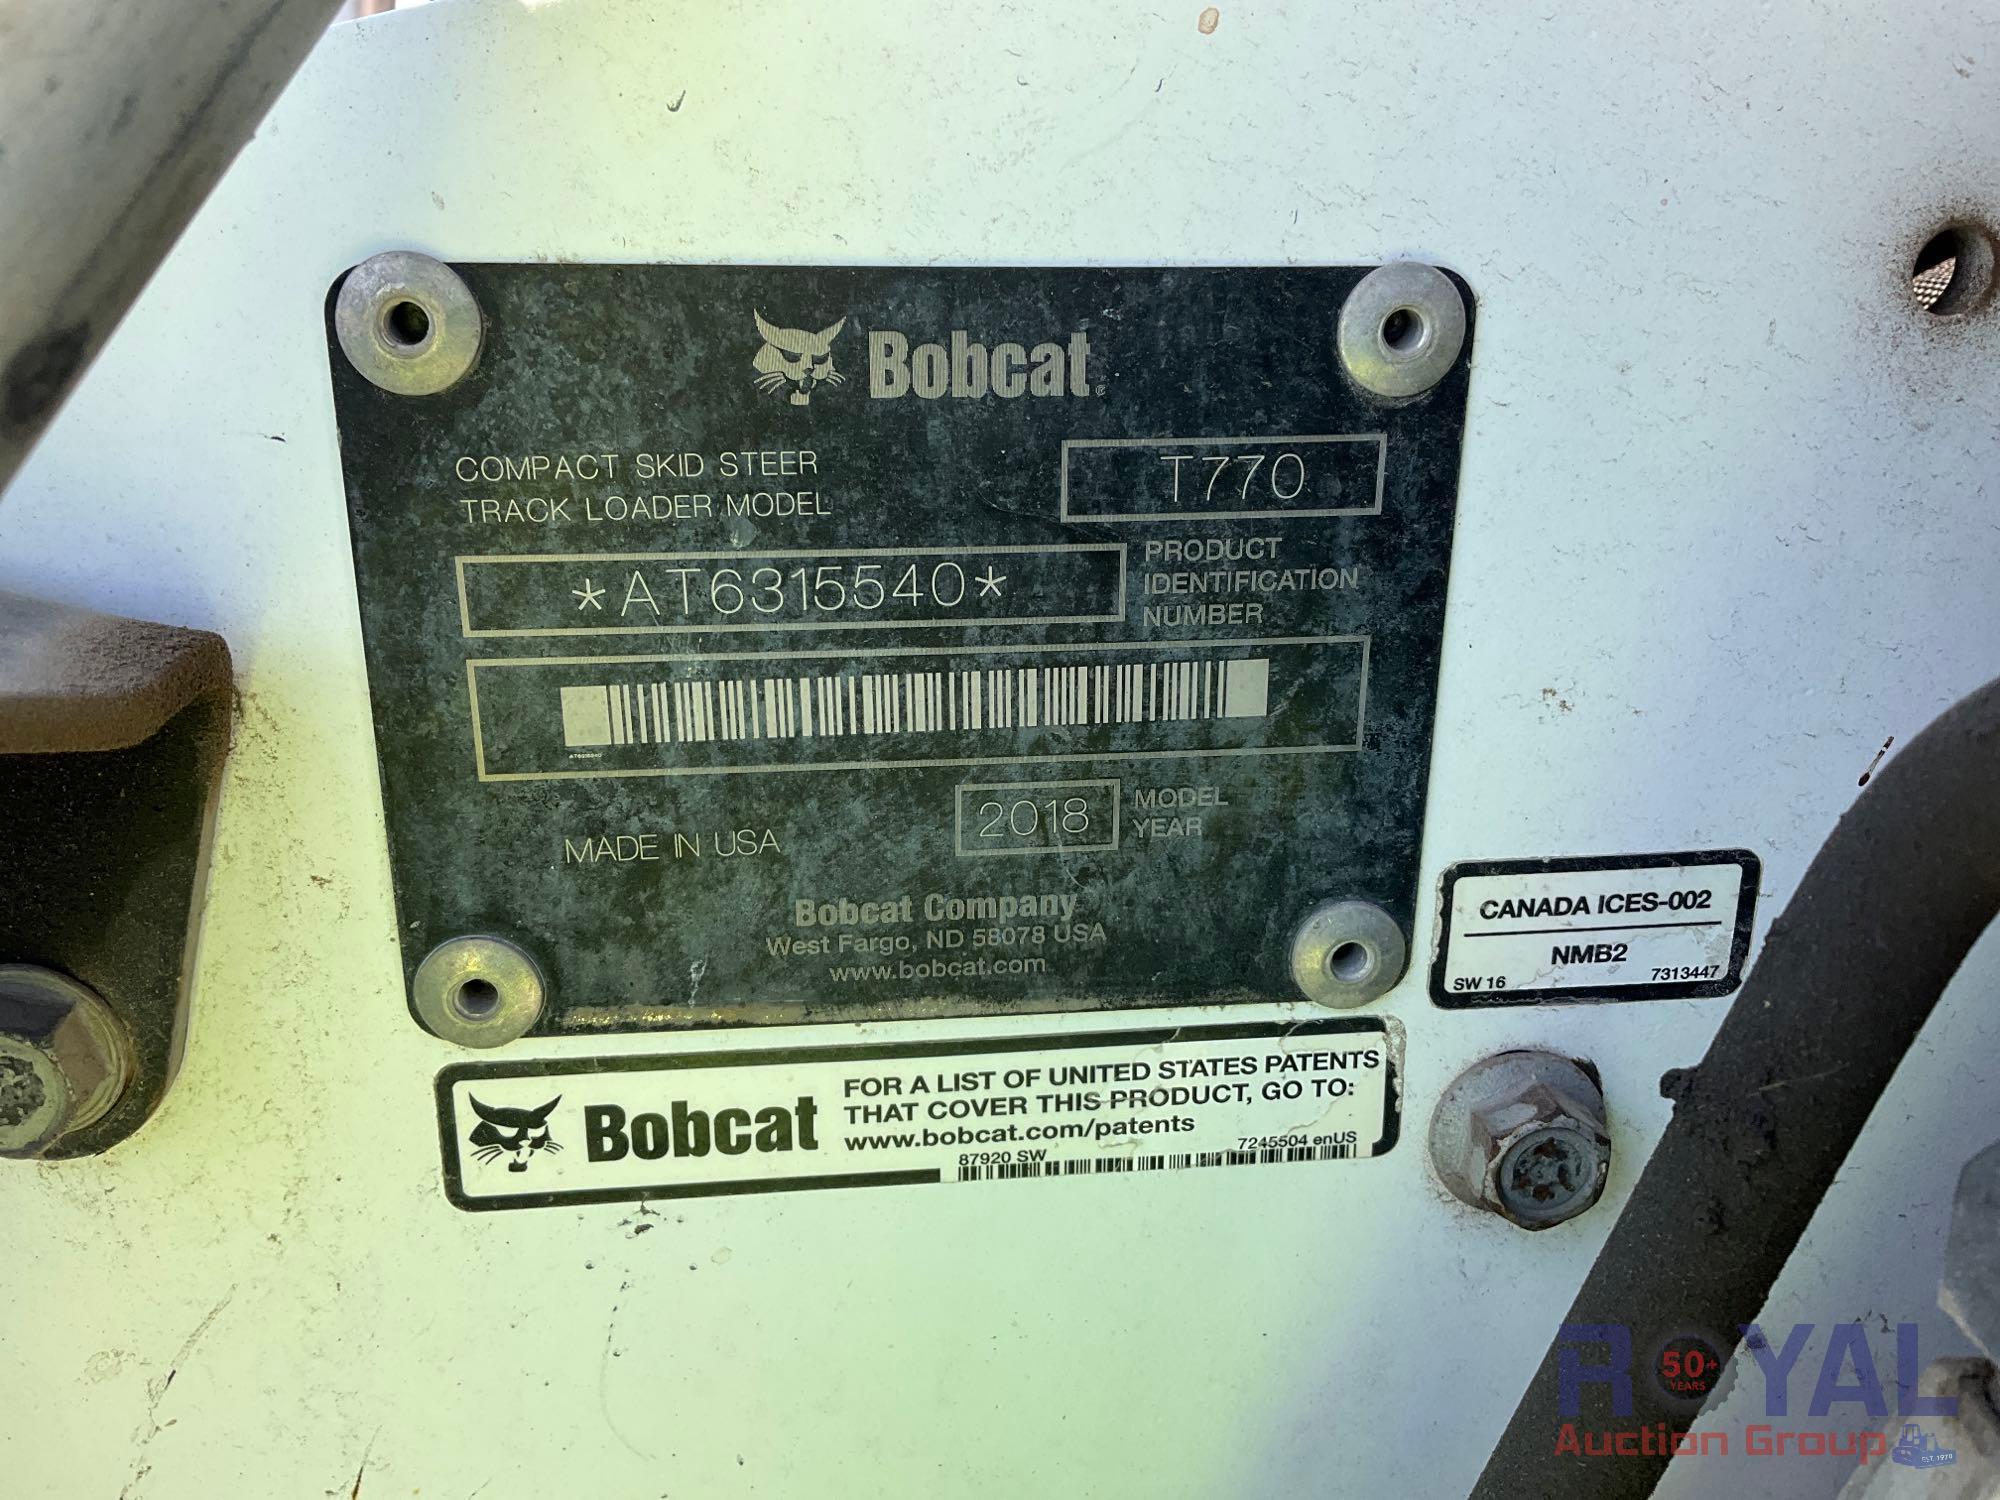 Bobcat®
COMPACT SKID STEER
TRACK LOADER MODEL
T770
*AT6315540*
PRODUCT
IDENTIFICATION
NUMBER
AT6315540
MADE IN USA
2018
MODEL
YEAR
Bobcat Company
West Fargo, ND 58078 USA
www.bobcat.com
CANADA ICES-002
NMB2
SW 16 7313447
Bobcat
FOR A LIST OF UNITED STATES PATENTS
THAT COVER THIS PRODUCT, GO TO:
www.bobcat.com/patents
87920 SW 7245504 enUS
ROYAL
50+
YEARS
Auction Group
EST. 1970